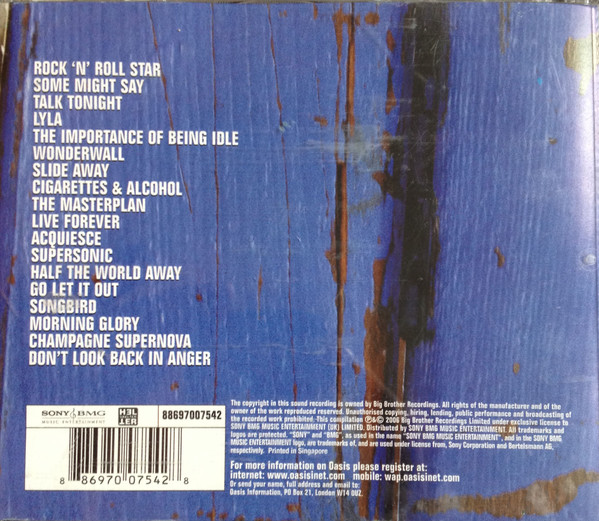 ROCK 'N' ROLL STAR
SOME MIGHT SAY
TALK TONIGHT
LYLA
THE IMPORTANCE OF BEING IDLE
WONDERWALL
SLIDE AWAY
CIGARETTES & ALCOHOL
THE MASTERPLAN
LIVE FOREVER
ACQUIESCE
SUPERSONIC
HALF THE WORLD AWAY
GO LET IT OUT
SONGBIRD
MORNING GLORY
CHAMPAGNE SUPERNOVA
DON'T LOOK BACK IN ANGER
SONY BMG
MUSIC ENTERTAINMENT
HEL
TER
88697007542
8 86970 07542 8
The copyright in this sound recording is owned by Big Brother Recordings. All rights of the manufacturer and of the
owner of the work reproduced reserved. Unauthorised copying, hiring, lending, public performance and broadcasting of
the recorded work prohibited. This compilation ℗&© 2006 Big Brother Recordings Limited under exclusive license to
SONY BMG MUSIC ENTERTAINMENT (UK) LIMITED. Distributed by SONY BMG MUSIC ENTERTAINMENT. All trademarks and
logos are protected. "SONY" and "BMG", as used in the name "SONY BMG MUSIC ENTERTAINMENT", and in the SONY BMG
MUSIC ENTERTAINMENT logo, are trademarks of, and are used under license from, Sony Corporation and Bertelsmann AG,
respectively. Printed in Singapore
For more information on Oasis please register at:
internet: www.oasisinet.com mobile: wap.oasisinet.com
Or send your name, full address and email to:
Oasis Information, PO Box 21, London W14 0UZ.